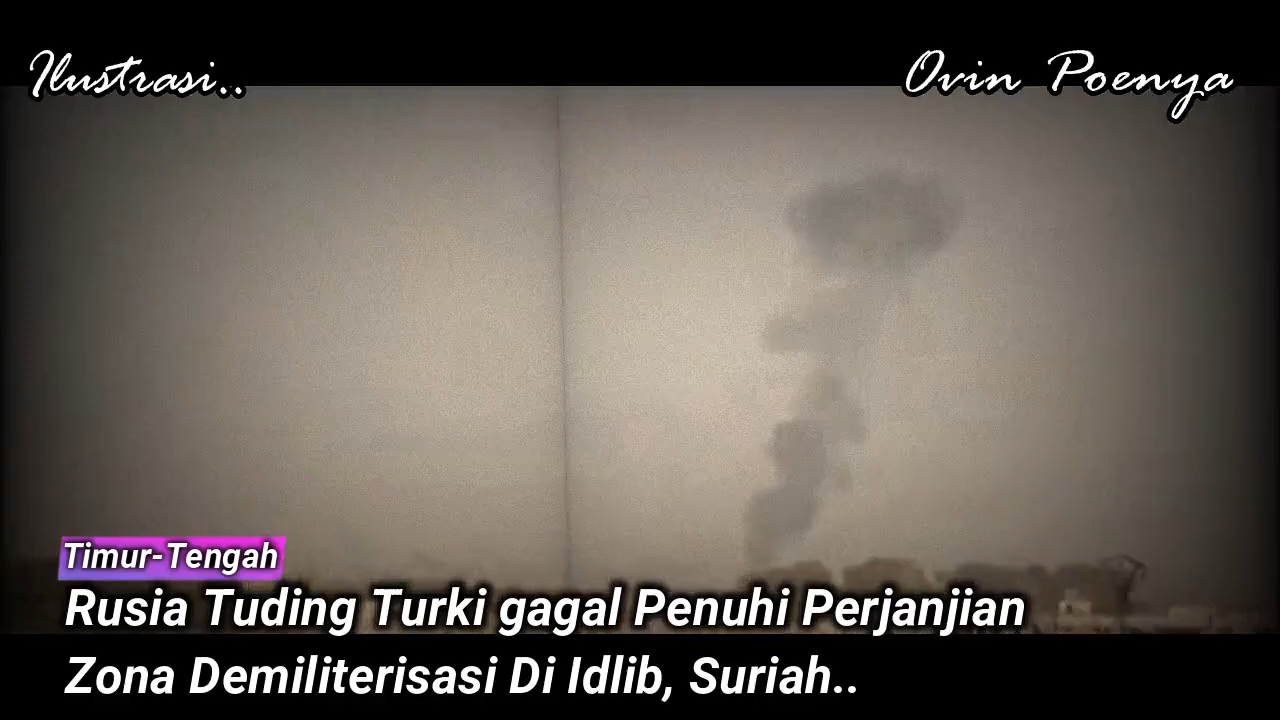 Ilustrasi..
Ovin Poenya
Timur-Tengah
Rusia Tuding Turki gagal Penuhi Perjanjian
Zona Demiliterisasi Di Idlib, Suriah..